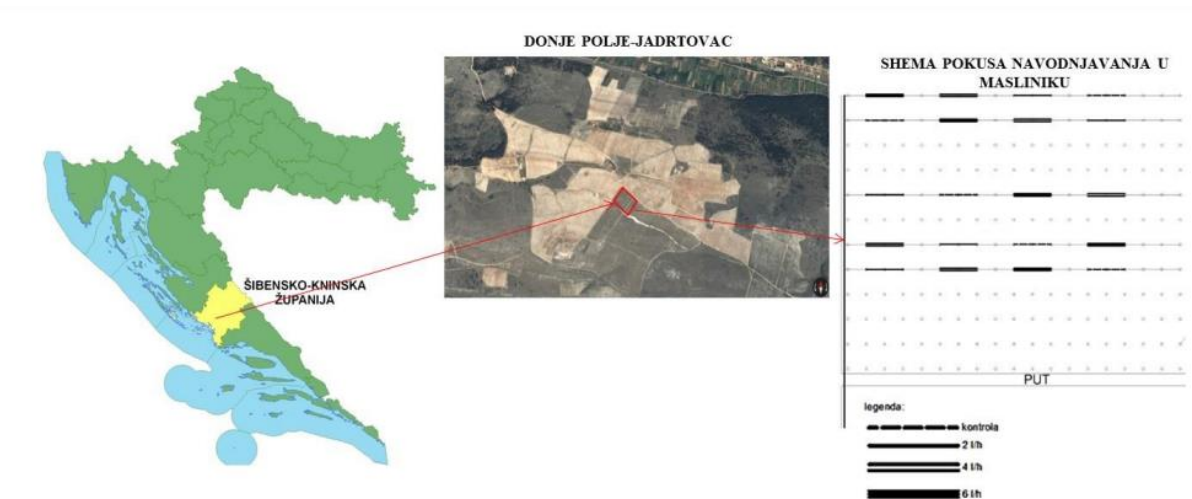 DONJE POLJE-JADRTOVAC
SHEMA POKUSA NAVODNJAVANJA U
MASLINIKU
ŠIBENSKO-KNINSKA
ŽUPANIJA
PUT
legenda:
kontrola
2 l/h
4 l/h
6 l/h